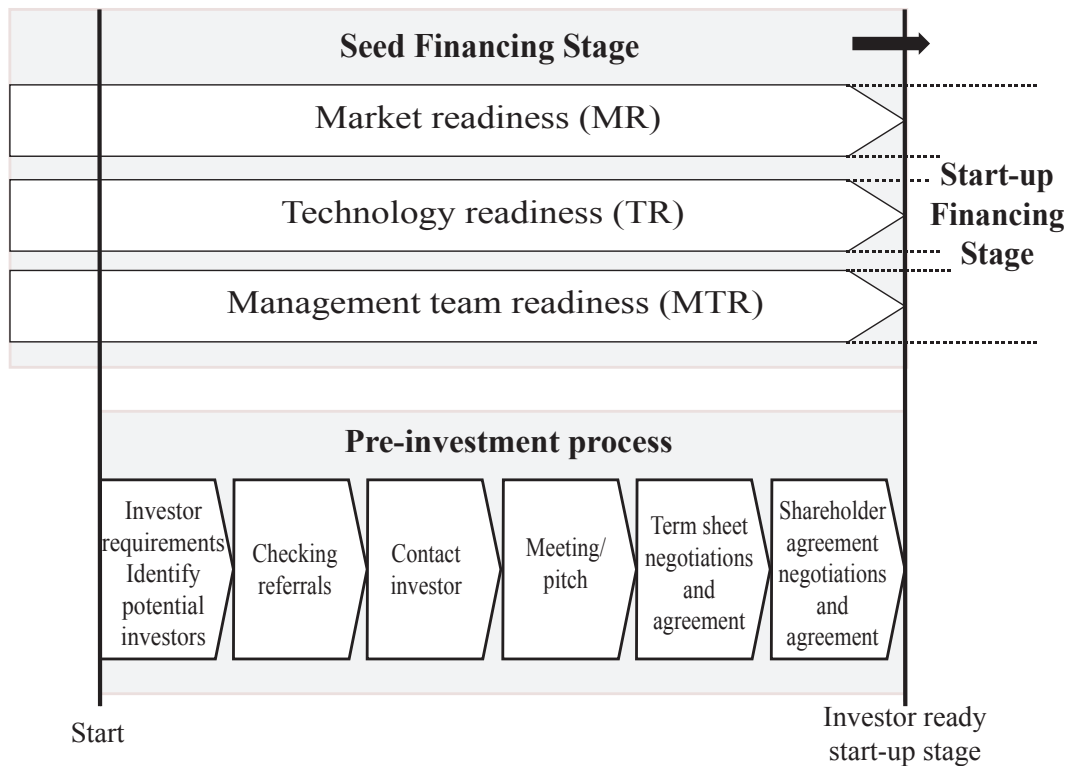 Seed Financing Stage
Market readiness (MR)
Technology readiness (TR)
Management team readiness (MTR)
Start-up
Financing
Stage
Pre-investment process
Investor
requirements
Identify
potential
investors
Checking
referrals
Contact
investor
Meeting/
pitch
Term sheet
negotiations
and
agreement
Shareholder
agreement
negotiations
and
agreement
Start
Investor ready
start-up stage